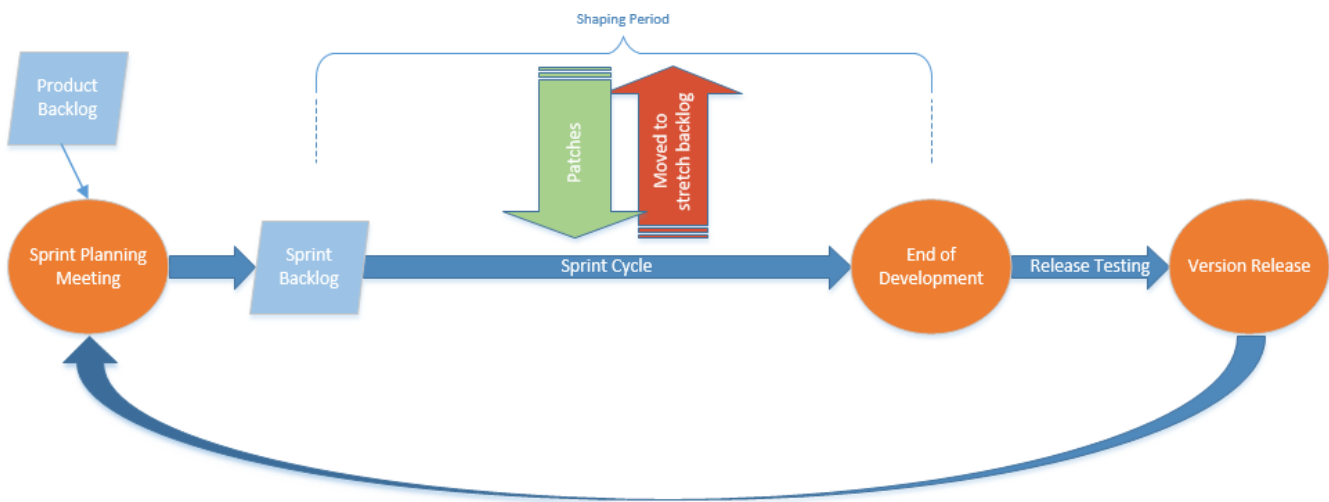 Shaping Period
Product
Backlog
Patches
Moved to
stretch backlog
Sprint Planning
Meeting
Sprint
Backlog
Sprint Cycle
End of
Development
Release Testing
Version Release